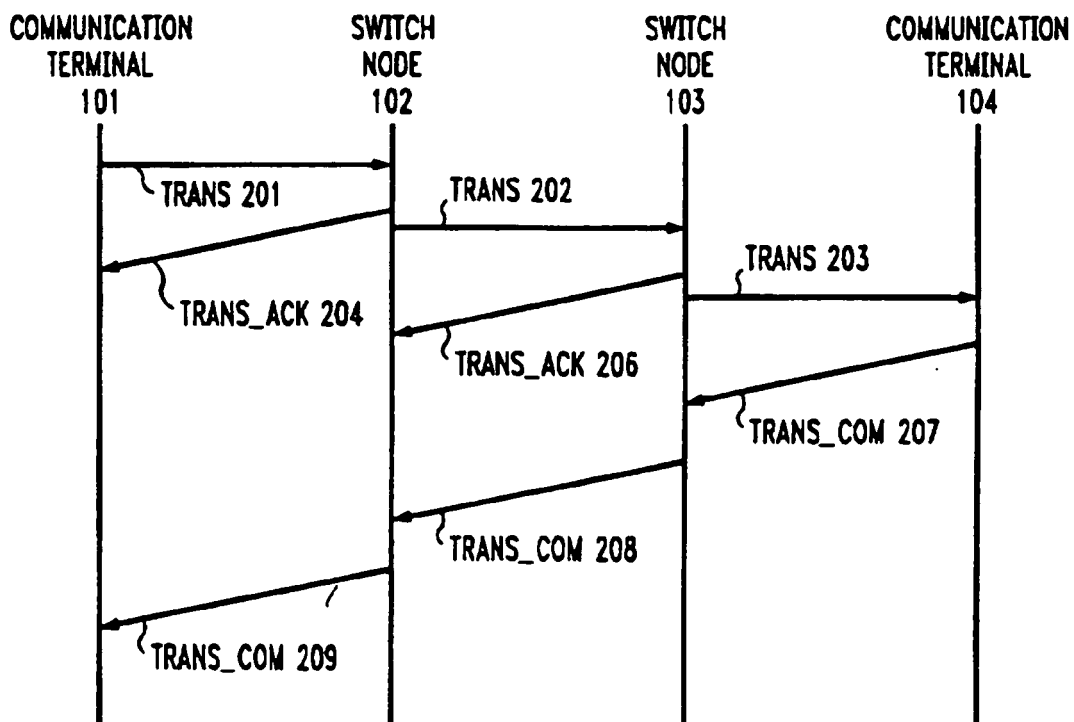 COMMUNICATION TERMINAL 101
SWITCH NODE 102
SWITCH NODE 103
COMMUNICATION TERMINAL 104
TRANS 201
TRANS 202
TRANS 203
TRANS_ACK 204
TRANS_ACK 206
TRANS_COM 207
TRANS_COM 208
TRANS_COM 209